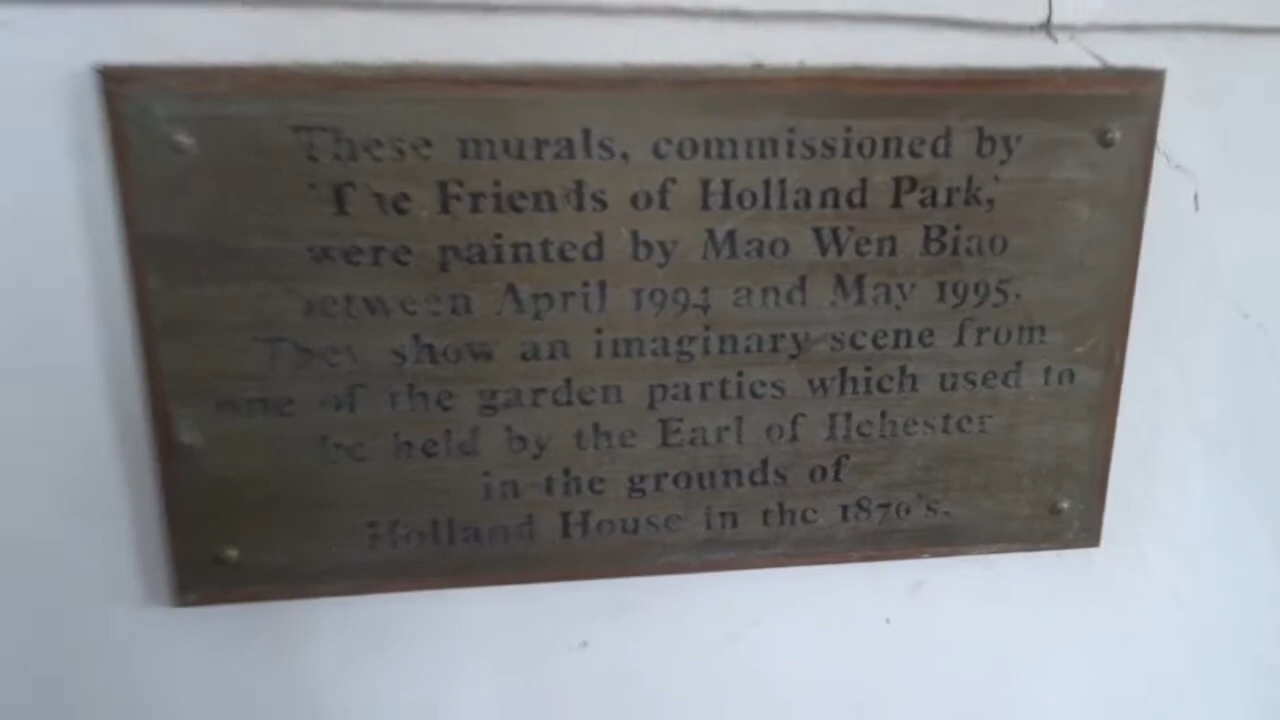 These murals, commissioned by
'The Friends of Holland Park,'
were painted by Mao Wen Biao
between April 1994 and May 1995.
They show an imaginary scene from
one of the garden parties which used to
be held by the Earl of Ilchester
in the grounds of
Holland House in the 1870's.